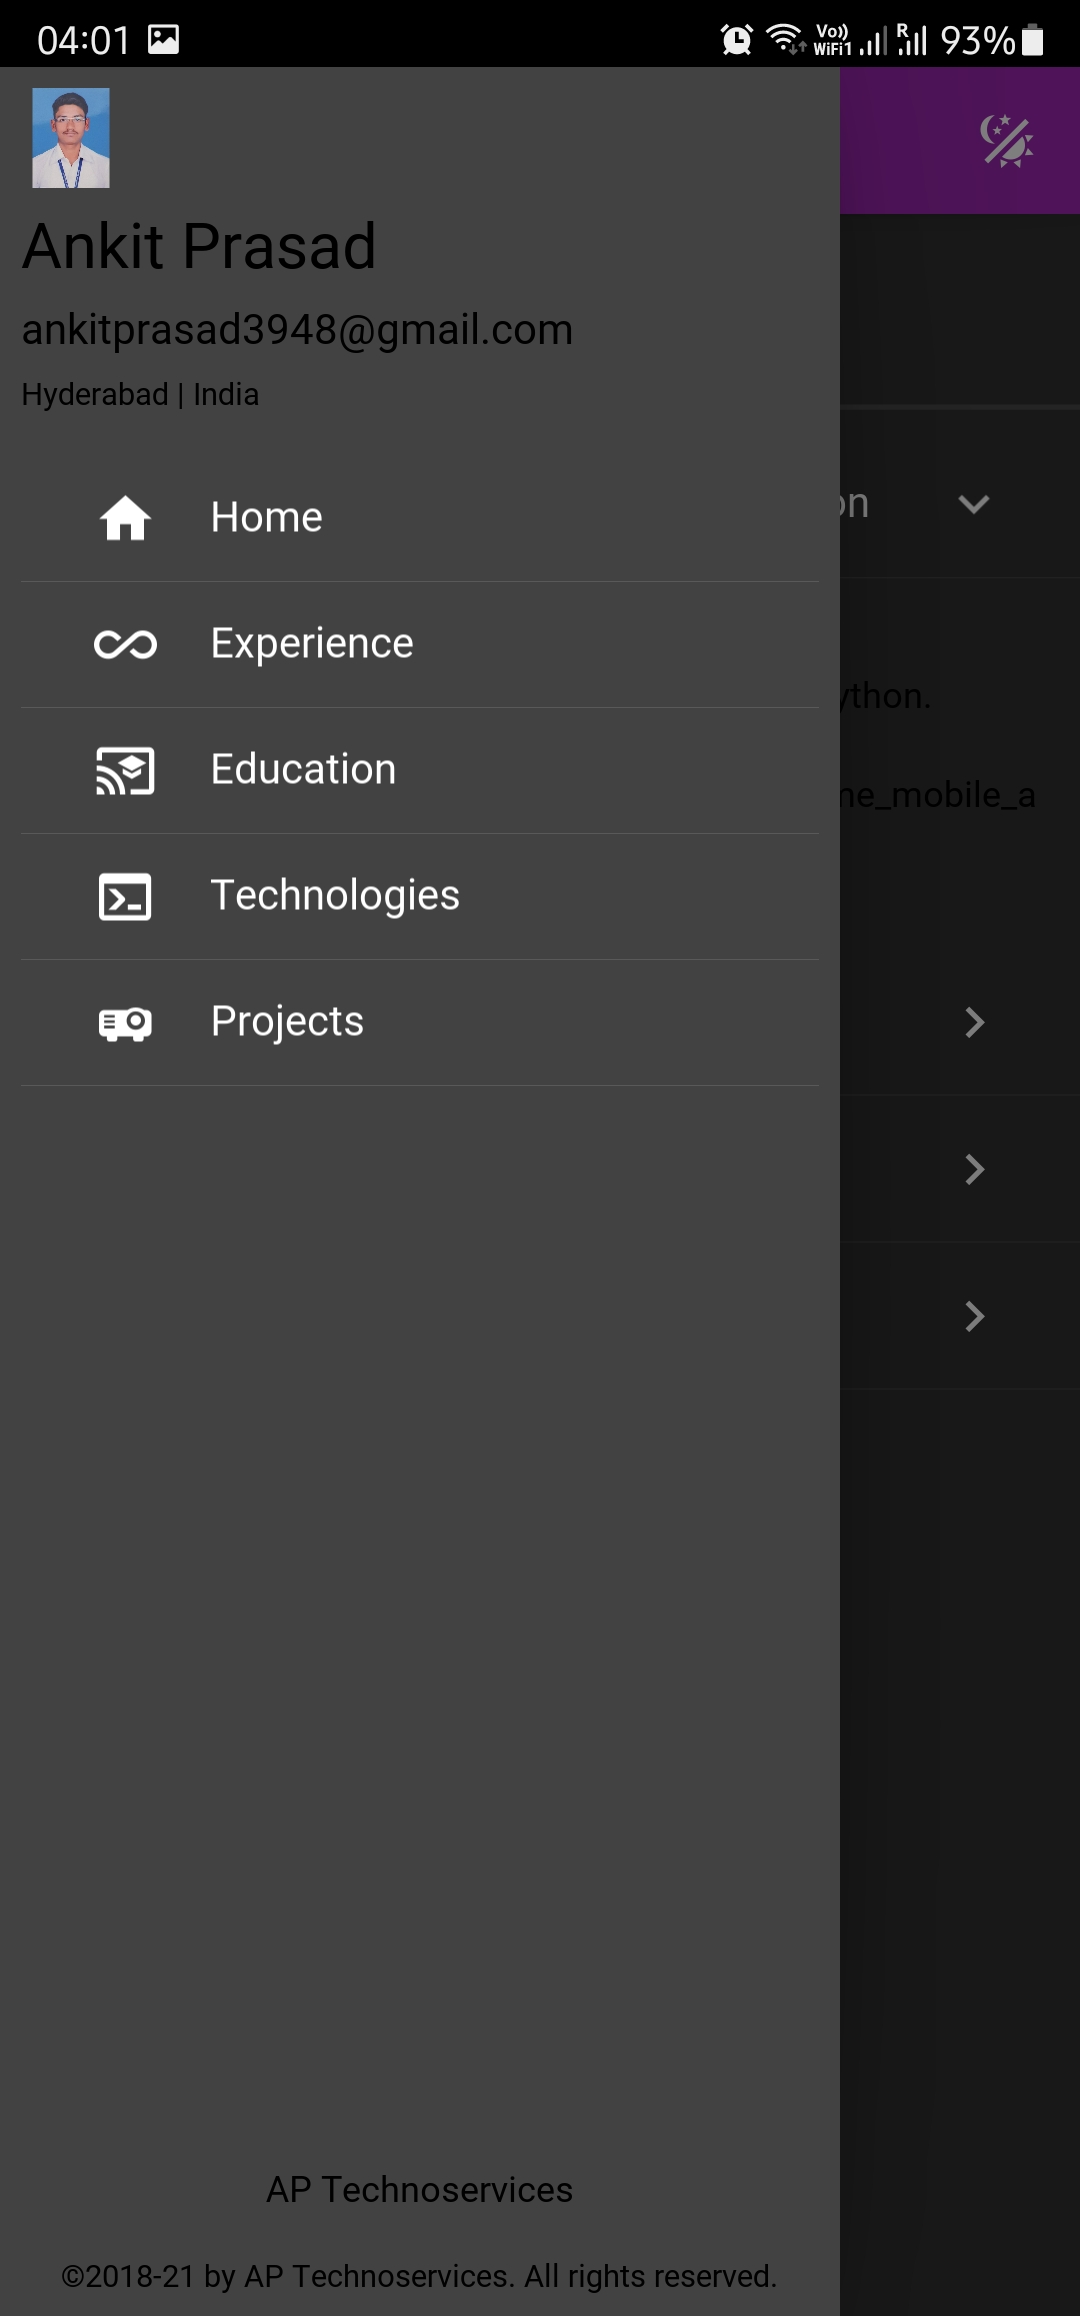 04:01
Vo)) WiFi1 R 93%
Ankit Prasad
ankitprasad3948@gmail.com
Hyderabad | India
Home
on
Experience
ython.
Education
me_mobile_a
Technologies
Projects
AP Technoservices
©2018-21 by AP Technoservices. All rights reserved.